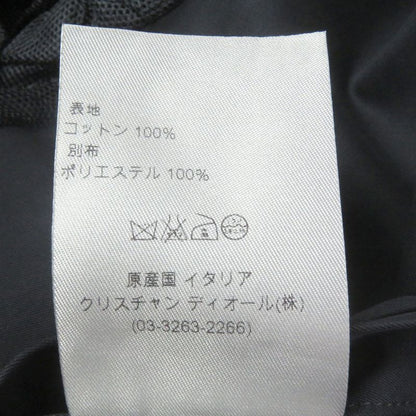 表地
コットン 100%
別布
ポリエステル 100%
原産国 イタリア
クリスチャン ディオール(株)
(03-3263-2266)